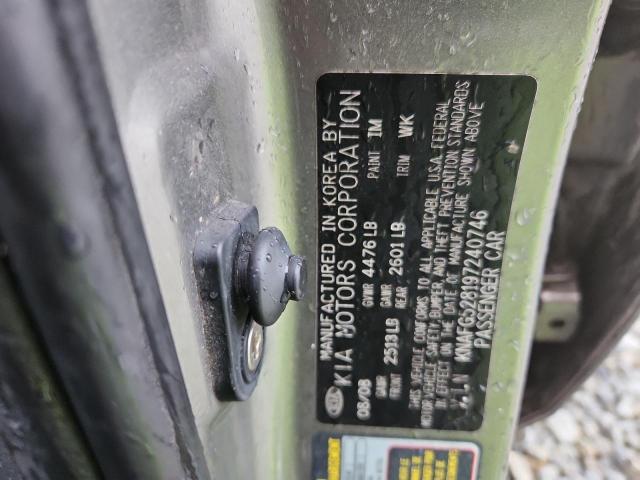 KIA
MANUFACTURED IN KOREA BY
KIA MOTORS CORPORATION
08/08 GVWR 4476 LB PAINT IM
GAWR FRONT 2513 LB GAWR REAR 2601 LB TRIM WK
THIS VEHICLE CONFORMS TO ALL APPLICABLE U.S.A. FEDERAL
MOTOR VEHICLE SAFETY, BUMPER, AND THEFT PREVENTION STANDARDS
IN EFFECT ON THE DATE OF MANUFACTURE SHOWN ABOVE
V.I.N KNAFG528197240746
PASSENGER CAR